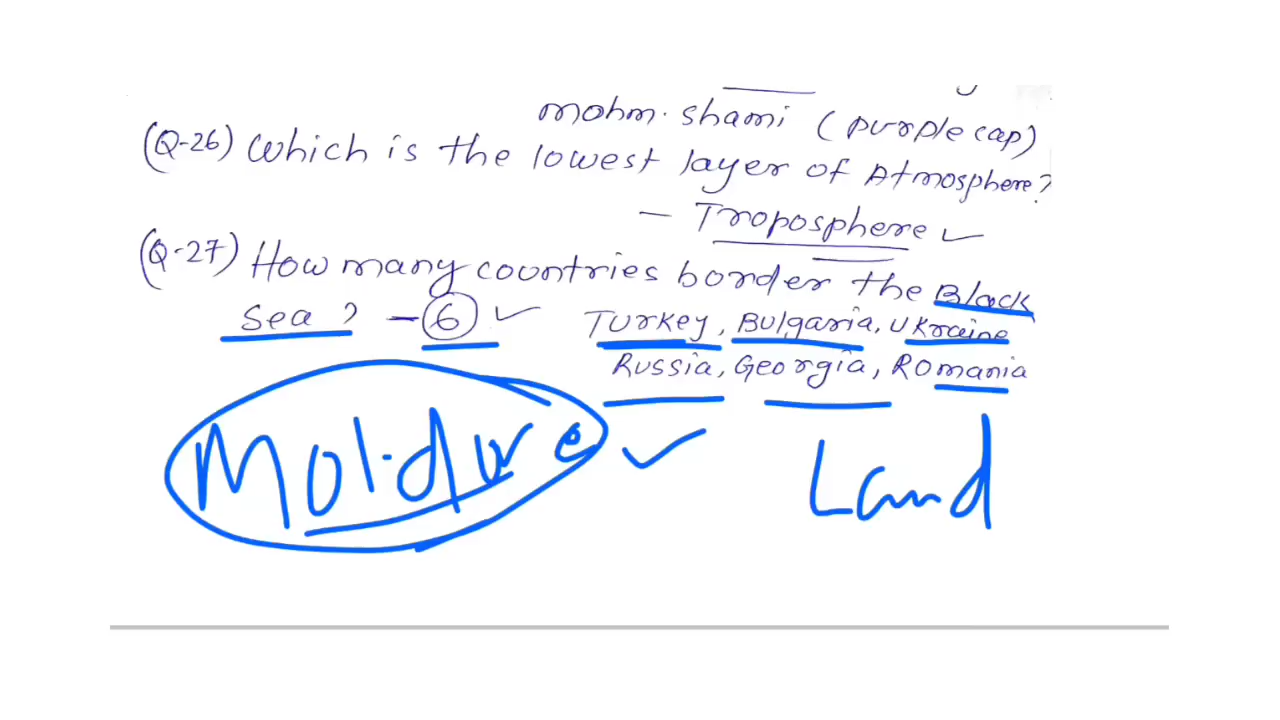 mohm. shami (purple cap)
(Q-26) Which is the lowest layer of Atmosphere?
- Troposphere ✓
(Q-27) How many countries border the Black
Sea? - 6 ✓ Turkey, Bulgaria, Ukraine
Russia, Georgia, Romania
Land